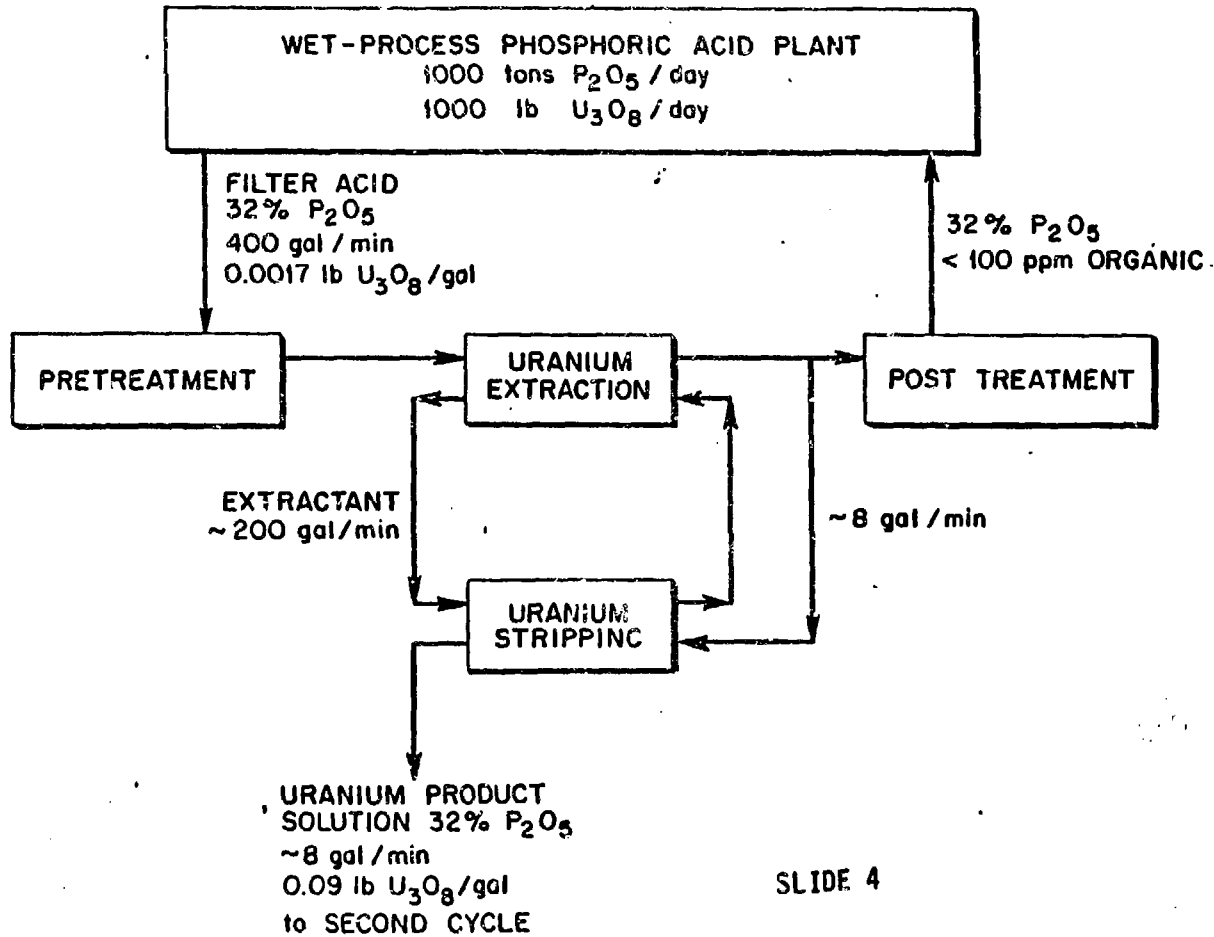 WET-PROCESS PHOSPHORIC ACID PLANT
1000 tons P₂O₅ / day
1000 lb U₃O₈ / day
FILTER ACID
32% P₂O₅
400 gal / min
0.0017 lb U₃O₈/gal
32% P₂O₅
< 100 ppm ORGANIC
PRETREATMENT
URANIUM
EXTRACTION
POST TREATMENT
EXTRACTANT
~ 200 gal/min
~8 gal/min
URANIUM
STRIPPING
URANIUM PRODUCT
SOLUTION 32% P₂O₅
~8 gal/min
0.09 lb U₃O₈/gal
to SECOND CYCLE
SLIDE 4